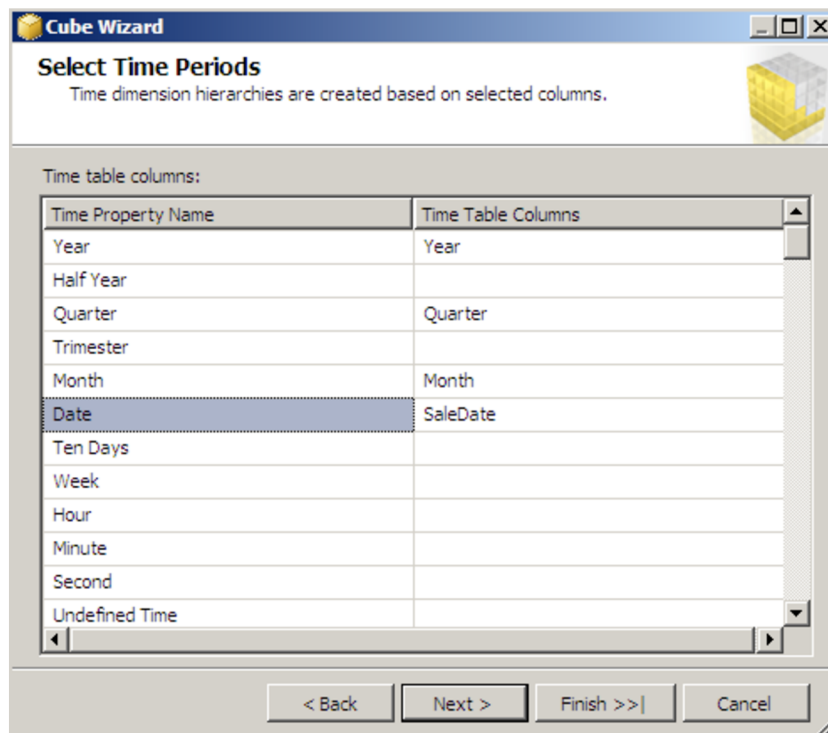 Cube Wizard
Select Time Periods
Time dimension hierarchies are created based on selected columns.
Time table columns:
Time Property Name Time Table Columns
Year Year
Half Year
Quarter Quarter
Trimester
Month Month
Date SaleDate
Ten Days
Week
Hour
Minute
Second
Undefined Time
< Back Next > Finish >>| Cancel